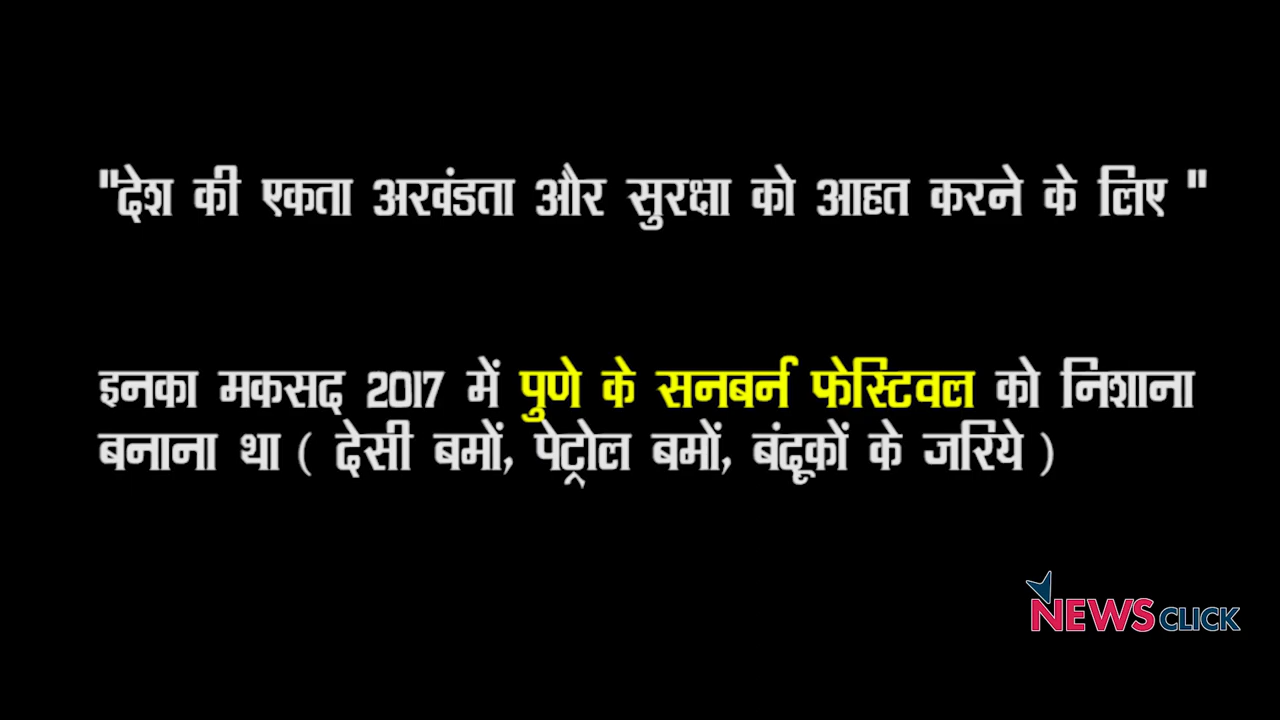 "देश की एकता अखंडता और सुरक्षा को आहत करने के लिए "
इनका मकसद 2017 में पुणे के सनबर्न फेस्टिवल को निशाना
बनाना था ( देसी बमों, पेट्रोल बमों, बंदूकों के जरिये )
NEWSCLICK